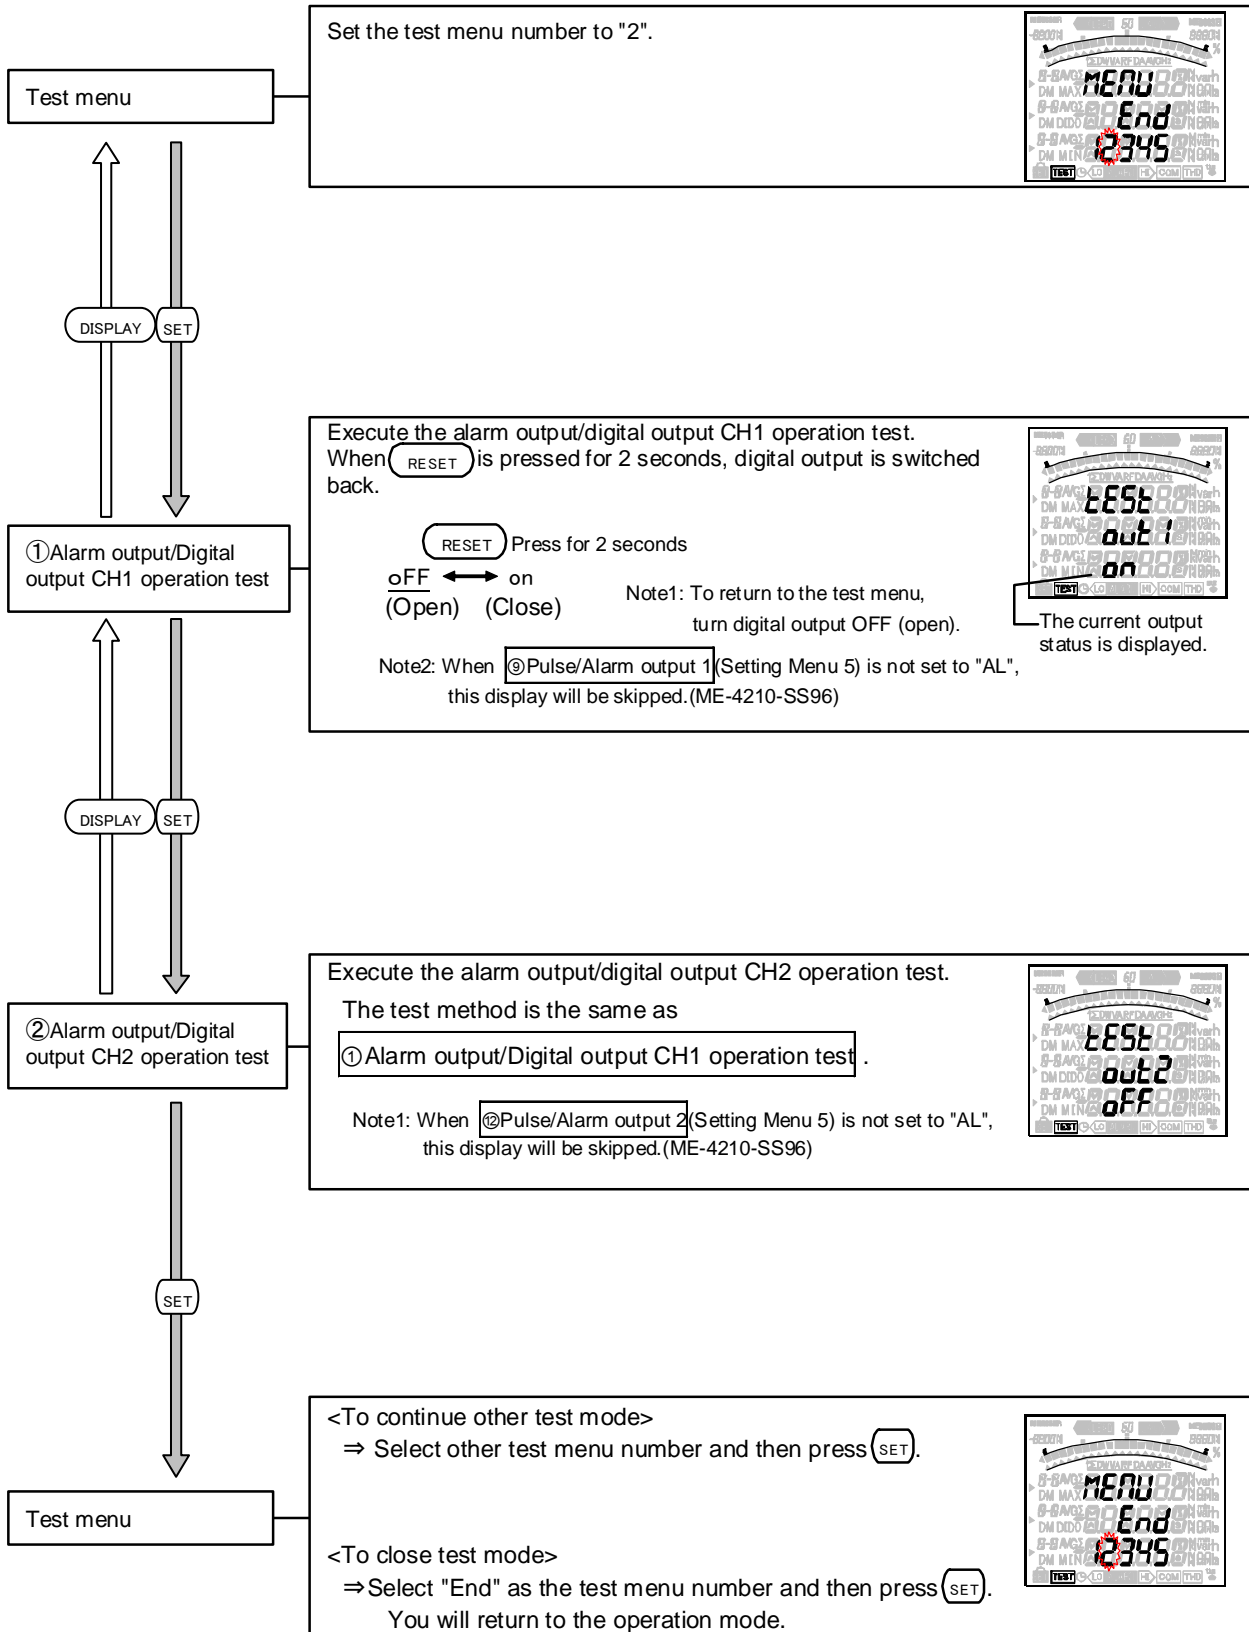 Set the test menu number to "2".
Test menu
MENU
End
12345
TEST
DISPLAY
SET
Execute the alarm output/digital output CH1 operation test.
When RESET is pressed for 2 seconds, digital output is switched
back.
RESET Press for 2 seconds
oFF ↔ on
(Open) (Close)
Note1: To return to the test menu,
turn digital output OFF (open).
Note2: When ⑨Pulse/Alarm output 1 (Setting Menu 5) is not set to "AL",
this display will be skipped.(ME-4210-SS96)
①Alarm output/Digital
output CH1 operation test
tESt
out1
on
TEST
The current output
status is displayed.
DISPLAY
SET
Execute the alarm output/digital output CH2 operation test.
The test method is the same as
①Alarm output/Digital output CH1 operation test .
Note1: When ⑫Pulse/Alarm output 2 (Setting Menu 5) is not set to "AL",
this display will be skipped.(ME-4210-SS96)
②Alarm output/Digital
output CH2 operation test
tESt
out2
oFF
TEST
SET
<To continue other test mode>
⇒ Select other test menu number and then press SET.
Test menu
<To close test mode>
⇒Select "End" as the test menu number and then press SET.
You will return to the operation mode.
MENU
End
12345
TEST